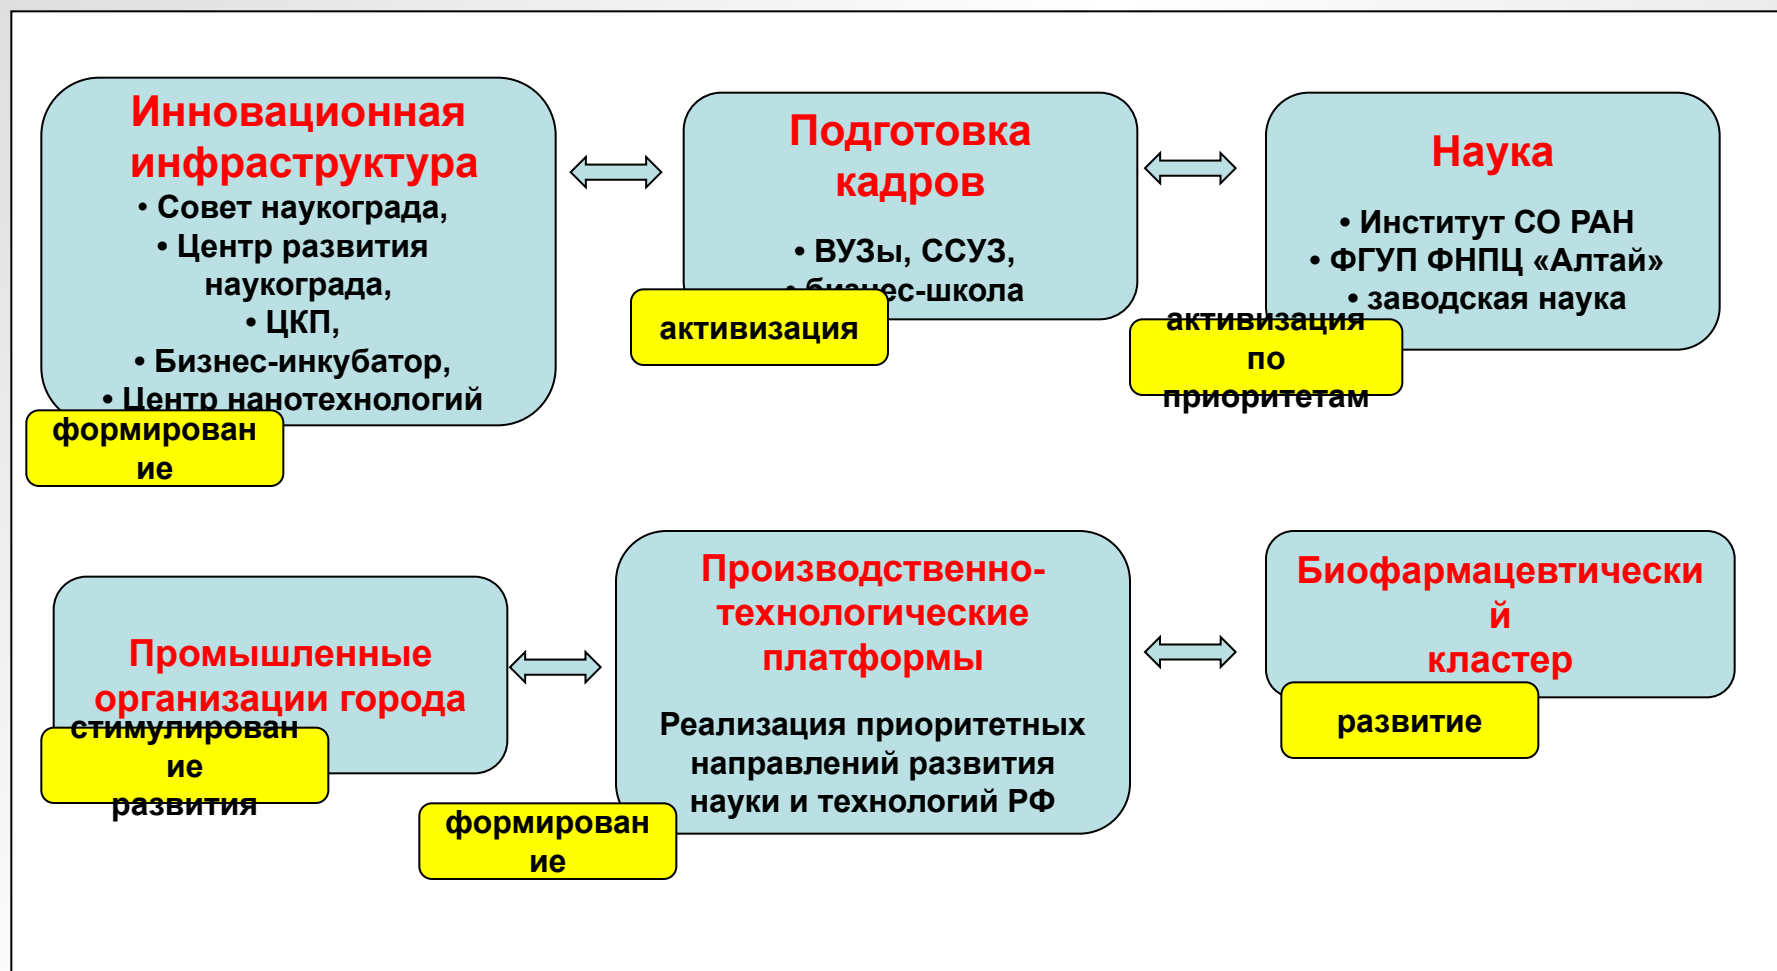 Инновационная
инфраструктура
• Совет наукограда,
• Центр развития
наукограда,
• ЦКП,
• Бизнес-инкубатор,
• Центр нанотехнологий
формирован
ие
Подготовка
кадров
• ВУЗы, ССУЗ,
• бизнес-школа
активизация
Наука
• Институт СО РАН
• ФГУП ФНПЦ «Алтай»
• заводская наука
активизация
по
приоритетам
Промышленные
организации города
стимулирован
ие
развития
Производственно-
технологические
платформы
Реализация приоритетных
направлений развития
науки и технологий РФ
формирован
ие
Биофармацевтически
й
кластер
развитие